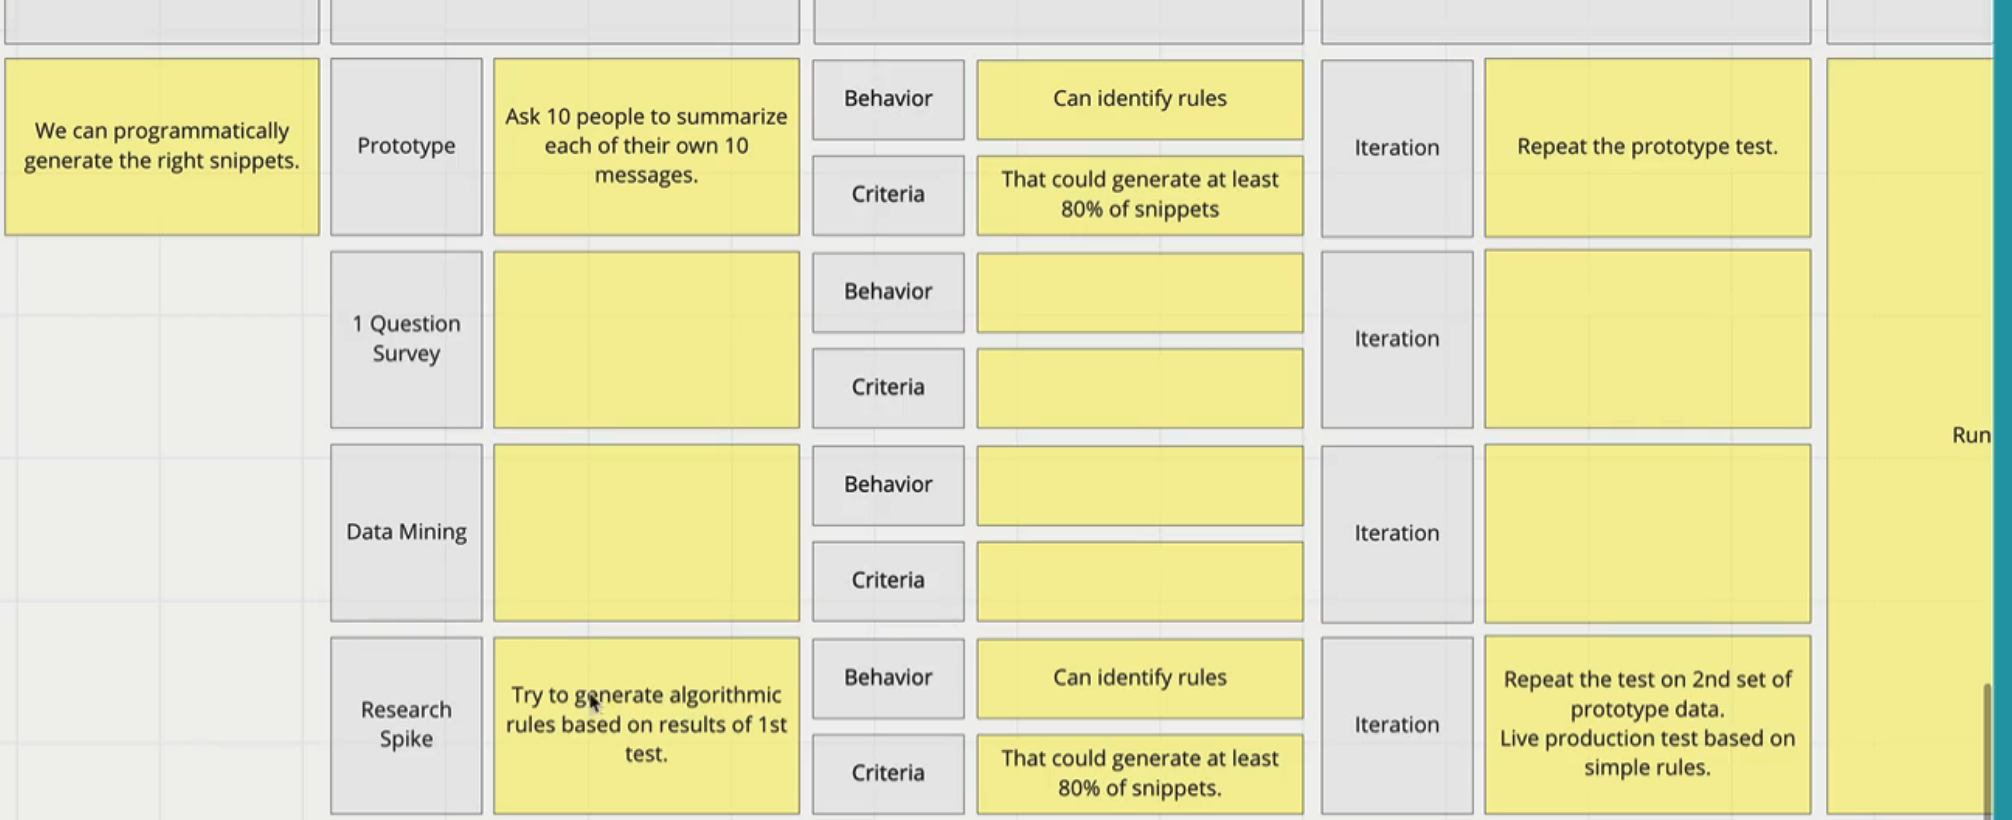 We can programmatically
generate the right snippets.
Prototype
Ask 10 people to summarize
each of their own 10
messages.
Behavior
Can identify rules
Criteria
That could generate at least
80% of snippets
Iteration
Repeat the prototype test.
1 Question
Survey
Behavior
Criteria
Iteration
Run
Data Mining
Behavior
Criteria
Iteration
Research
Spike
Try to generate algorithmic
rules based on results of 1st
test.
Behavior
Can identify rules
Criteria
That could generate at least
80% of snippets.
Iteration
Repeat the test on 2nd set of
prototype data.
Live production test based on
simple rules.